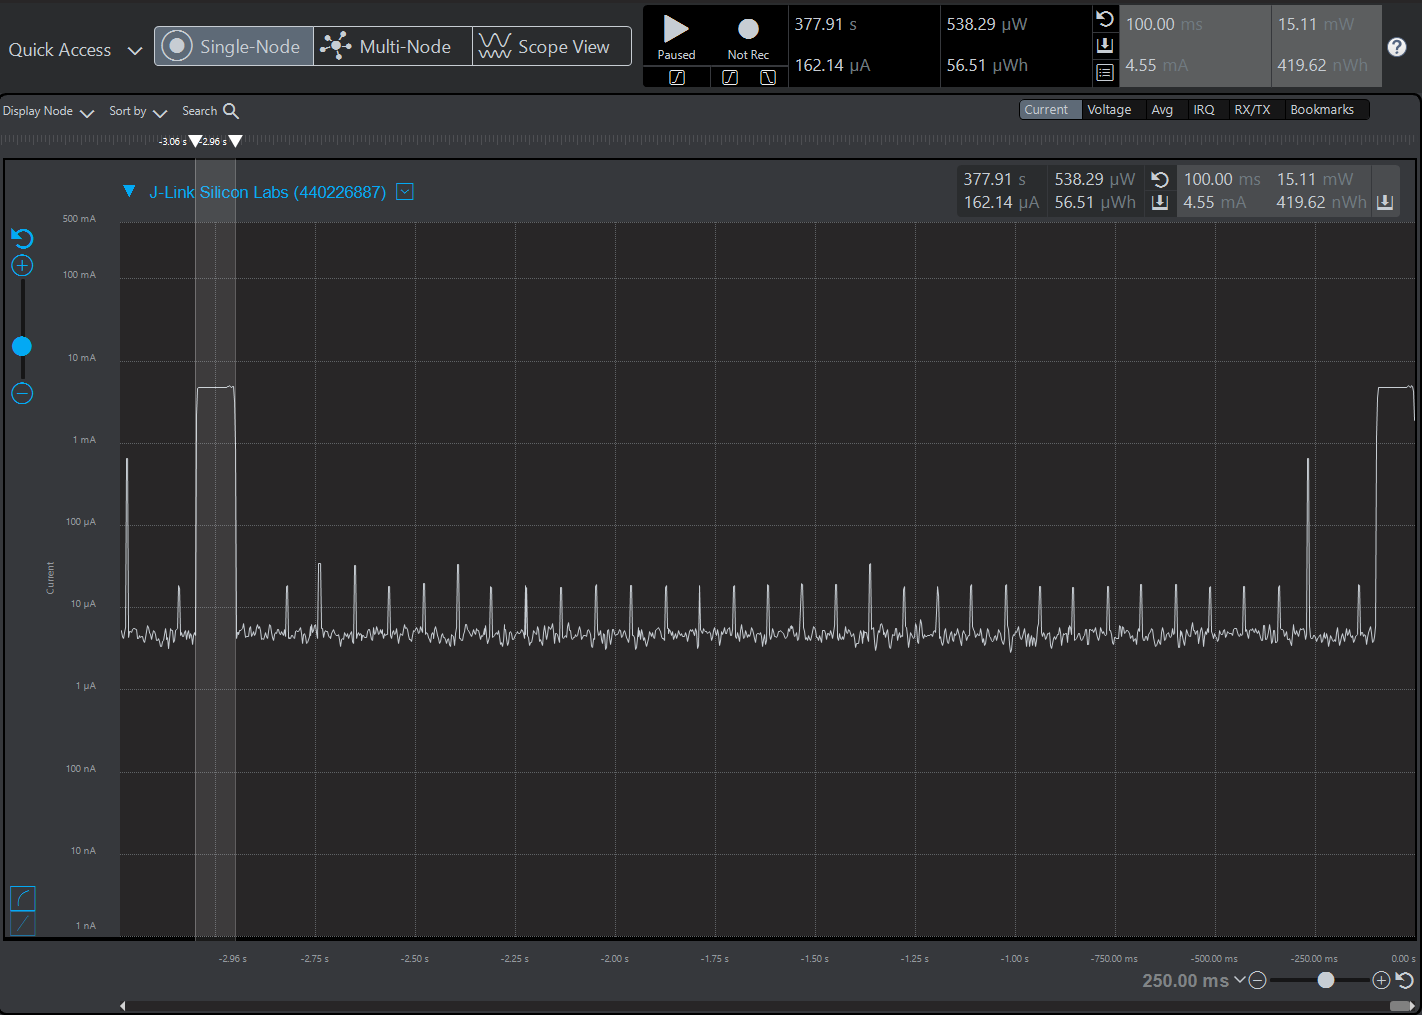 Quick Access
Single-Node
Multi-Node
Scope View
Paused
Not Rec
377.91 s
162.14 µA
538.29 µW
56.51 µWh
100.00 ms
4.55 mA
15.11 mW
419.62 nWh
?
Display Node
Sort by
Search
Current
Voltage
Avg
IRQ
RX/TX
Bookmarks
-3.06 s
-2.96 s
J-Link Silicon Labs (440226887)
377.91 s
162.14 µA
538.29 µW
56.51 µWh
100.00 ms
4.55 mA
15.11 mW
419.62 nWh
500 mA
100 mA
10 mA
1 mA
100 µA
Current
10 µA
1 µA
100 nA
10 nA
1 nA
-2.96 s
-2.75 s
-2.50 s
-2.25 s
-2.00 s
-1.75 s
-1.50 s
-1.25 s
-1.00 s
-750.00 ms
-500.00 ms
-250.00 ms
0.00 s
250.00 ms